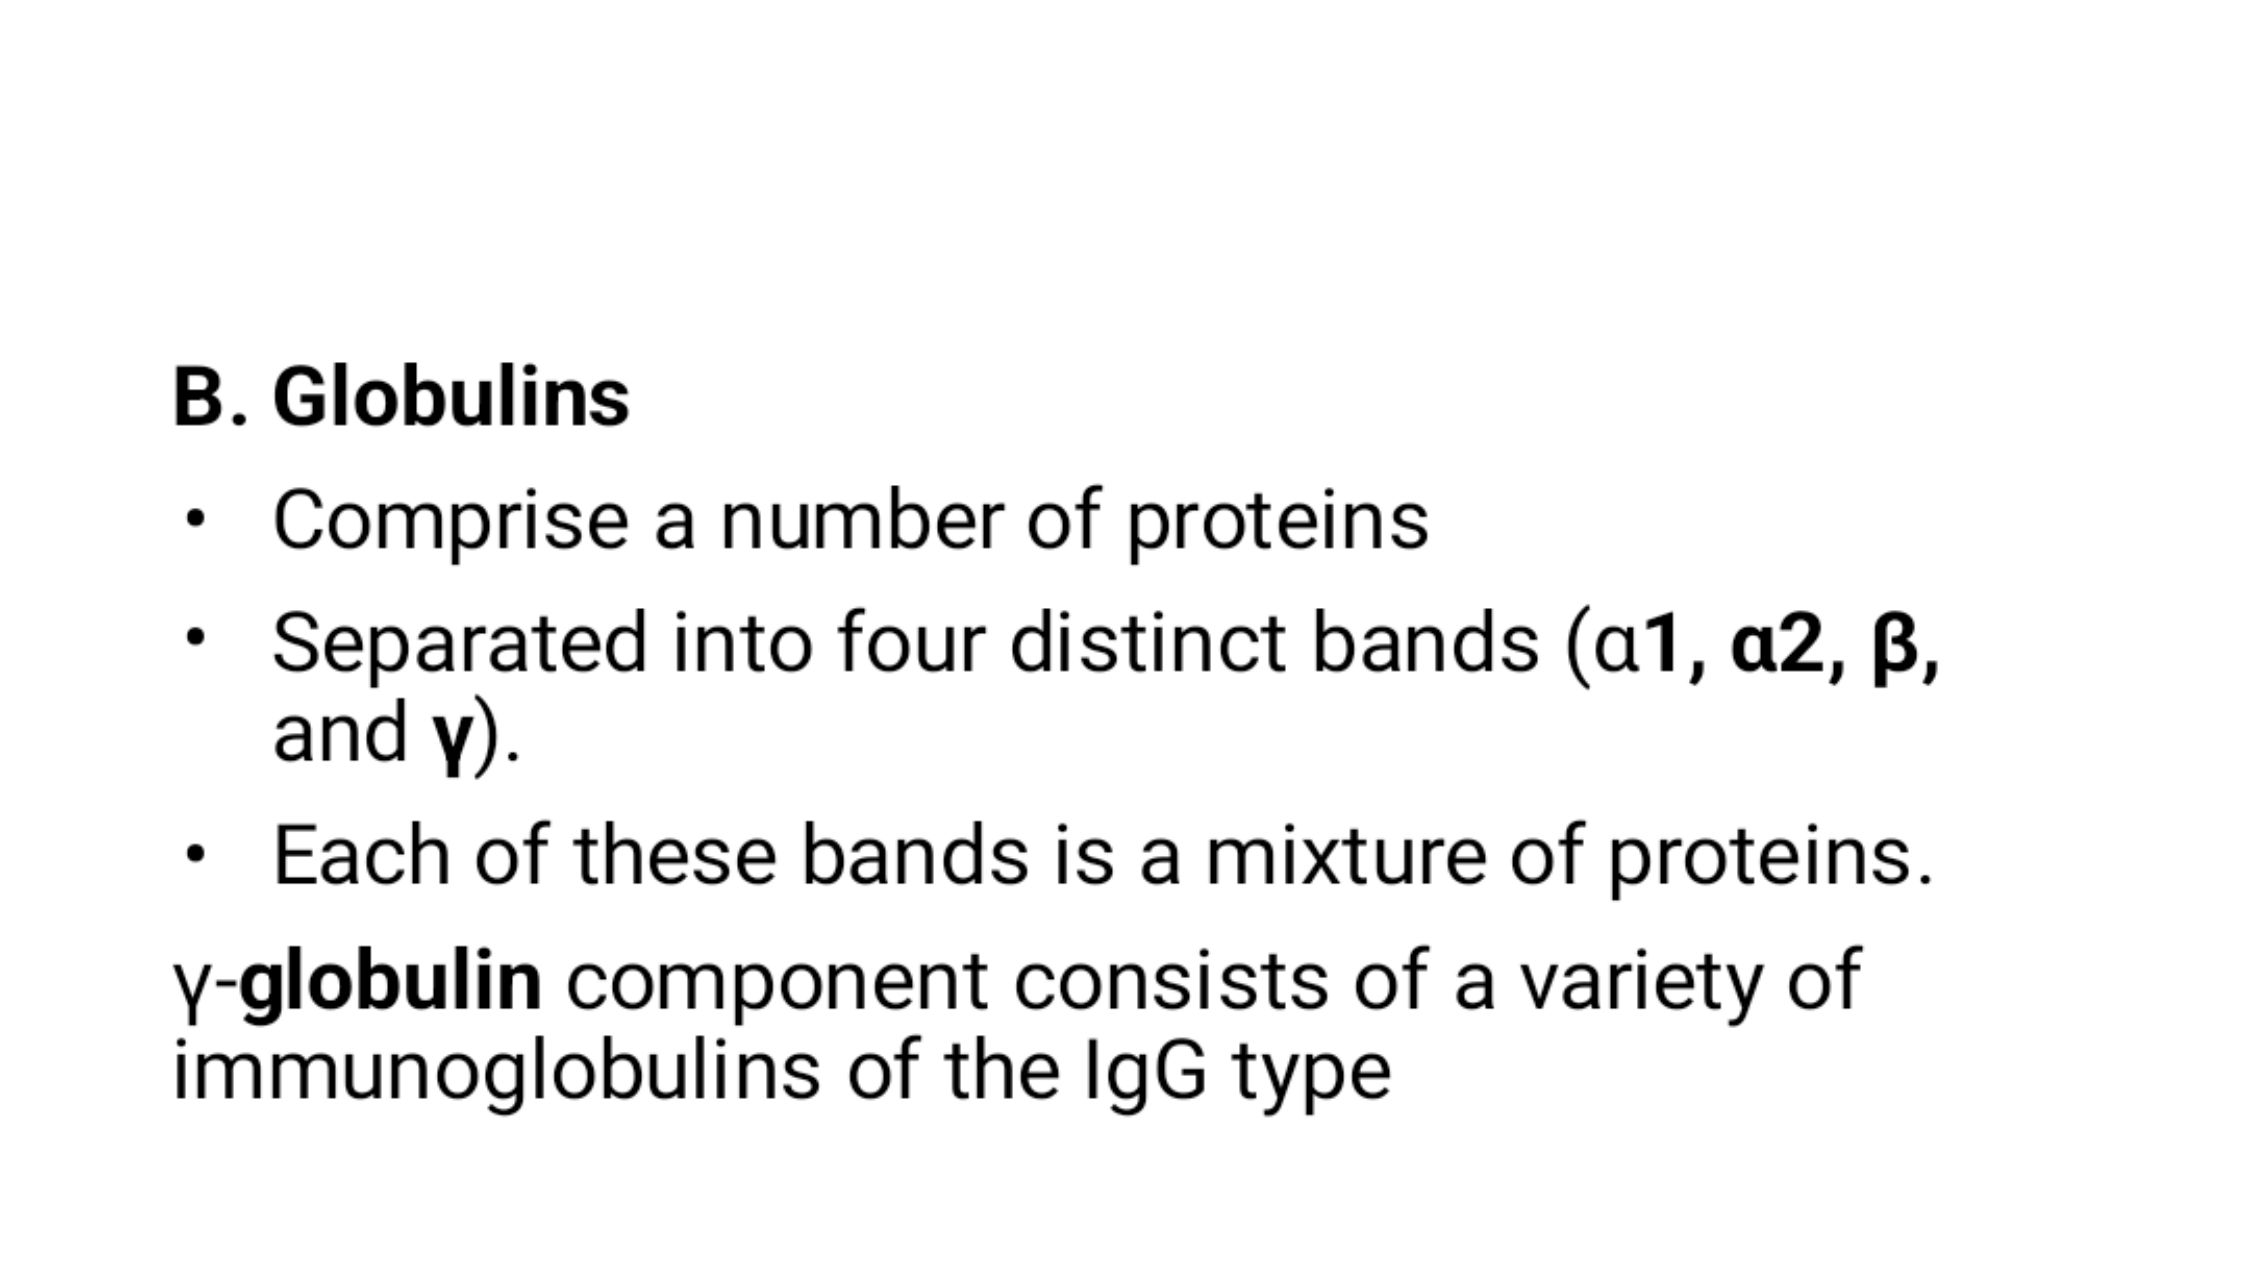 B. Globulins
• Comprise a number of proteins
• Separated into four distinct bands (α1, α2, β,
and γ).
• Each of these bands is a mixture of proteins.
γ-globulin component consists of a variety of
immunoglobulins of the IgG type